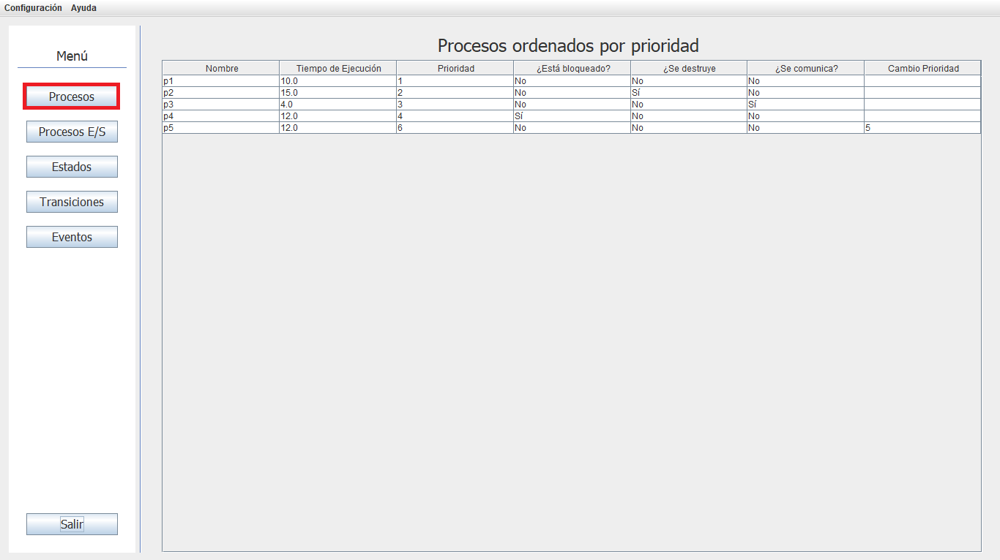 Configuración Ayuda
Menú
Procesos
Procesos E/S
Estados
Transiciones
Eventos
Salir
Procesos ordenados por prioridad
Nombre Tiempo de Ejecución Prioridad ¿Está bloqueado? ¿Se destruye ¿Se comunica? Cambio Prioridad
p1 10.0 1 No No No
p2 15.0 2 No Sí No
p3 4.0 3 No No Sí
p4 12.0 4 Sí No No
p5 12.0 6 No No No 5